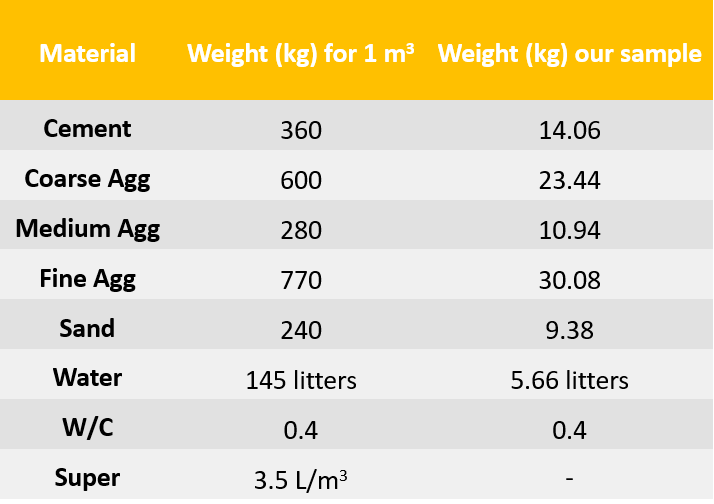 Material Weight (kg) for 1 m³ Weight (kg) our sample
Cement 360 14.06
Coarse Agg 600 23.44
Medium Agg 280 10.94
Fine Agg 770 30.08
Sand 240 9.38
Water 145 litters 5.66 litters
W/C 0.4 0.4
Super 3.5 L/m³ -